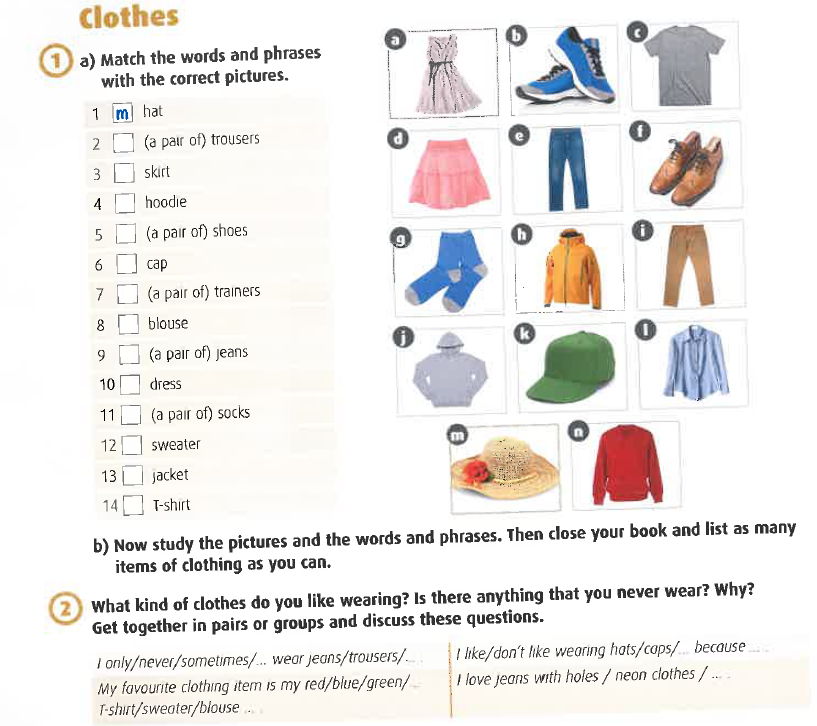 Clothes
1 a) Match the words and phrases
with the correct pictures.
1 m hat
2 (a pair of) trousers
3 skirt
4 hoodie
5 (a pair of) shoes
6 cap
7 (a pair of) trainers
8 blouse
9 (a pair of) jeans
10 dress
11 (a pair of) socks
12 sweater
13 jacket
14 T-shirt
a b c
d e f
g h i
j k l
m n
b) Now study the pictures and the words and phrases. Then close your book and list as many
items of clothing as you can.
2 What kind of clothes do you like wearing? Is there anything that you never wear? Why?
Get together in pairs or groups and discuss these questions.
I only/never/sometimes/... wear jeans/trousers/...
My favourite clothing item is my red/blue/green/...
T-shirt/sweater/blouse ... .
I like/don't like wearing hats/caps/... because ... .
I love jeans with holes / neon clothes / ... .